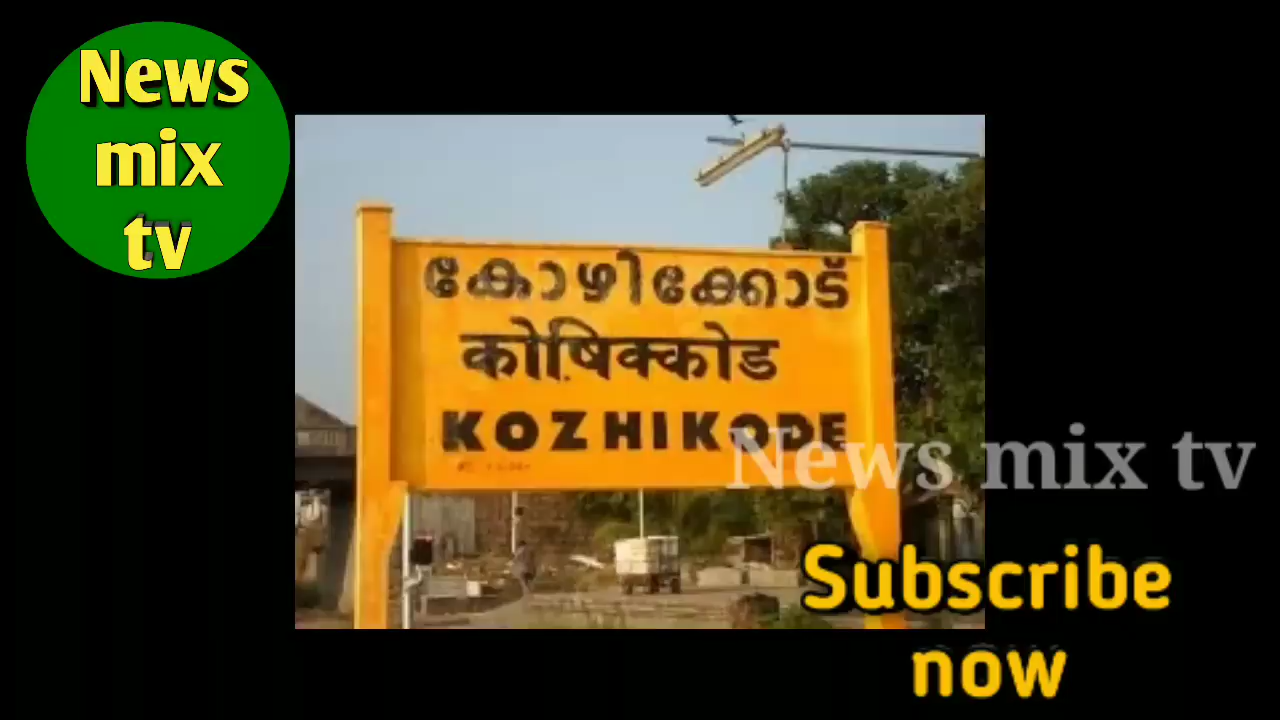 News
mix
tv
കോഴിക്കോട്
कोषिक्कोड
KOZHIKODE
News mix tv
Subscribe
now